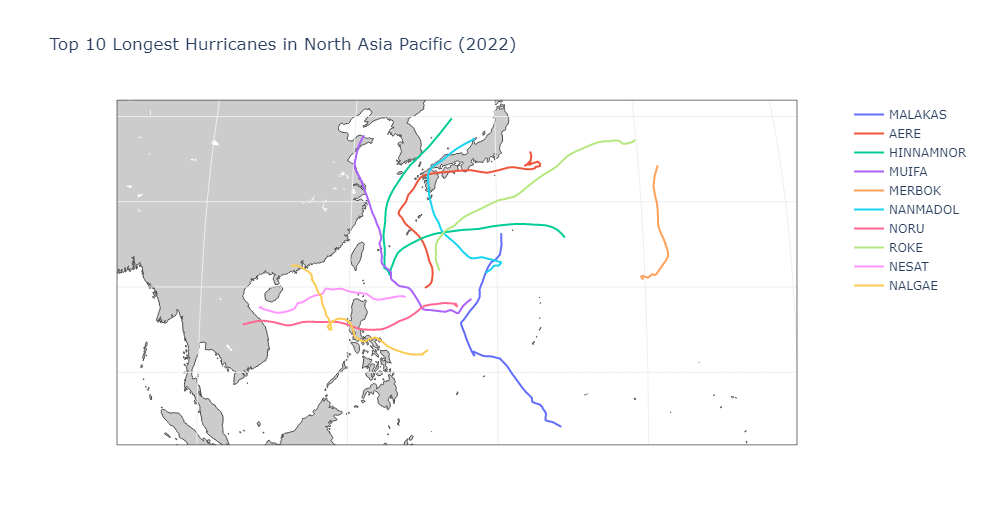 Top 10 Longest Hurricanes in North Asia Pacific (2022)
MALAKAS
AERE
HINNAMNOR
MUIFA
MERBOK
NANMADOL
NORU
ROKE
NESAT
NALGAE